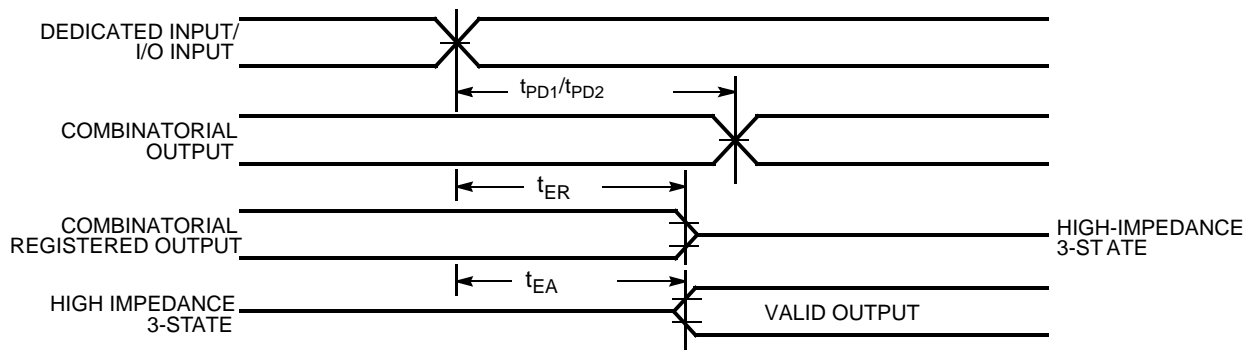 DEDICATED INPUT/
I/O INPUT
tPD1/tPD2
COMBINATORIAL
OUTPUT
tER
COMBINATORIAL
REGISTERED OUTPUT
HIGH-IMPEDANCE
3-STATE
tEA
HIGH IMPEDANCE
3-STATE
VALID OUTPUT